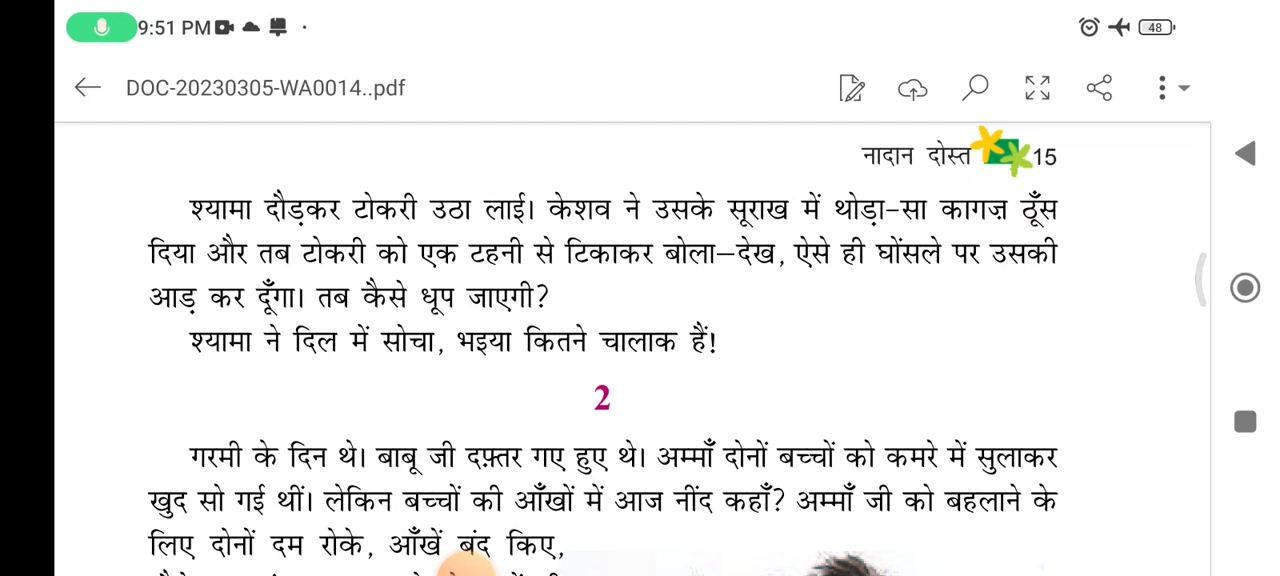 9:51 PM
48
DOC-20230305-WA0014..pdf
नादान दोस्त 15
श्यामा दौड़कर टोकरी उठा लाई। केशव ने उसके सूराख में थोड़ा-सा कागज़ ठूँस
दिया और तब टोकरी को एक टहनी से टिकाकर बोला—देख, ऐसे ही घोंसले पर उसकी
आड़ कर दूँगा। तब कैसे धूप जाएगी?
श्यामा ने दिल में सोचा, भइया कितने चालाक हैं!
2
गरमी के दिन थे। बाबू जी दफ़्तर गए हुए थे। अम्माँ दोनों बच्चों को कमरे में सुलाकर
खुद सो गई थीं। लेकिन बच्चों की आँखों में आज नींद कहाँ? अम्माँ जी को बहलाने के
लिए दोनों दम रोके, आँखें बंद किए,